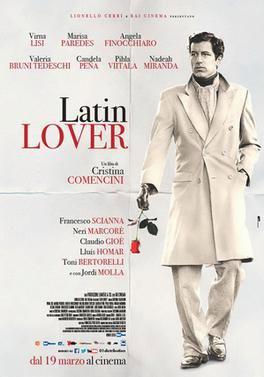 LIONELLO CERRI e RAI CINEMA presentano
Virna LISI
Marisa PAREDES
Angela FINOCCHIARO
Valeria BRUNI TEDESCHI
Candela PEÑA
Pihla VIITALA
Nadeah MIRANDA
Latin
LOVER
Un film di
Cristina
COMENCINI
Francesco SCIANNA
Neri MARCORÈ
Claudio GIOÈ
Lluís HOMAR
Toni BERTORELLI
e con Jordi MOLLÀ
dal 19 marzo al cinema